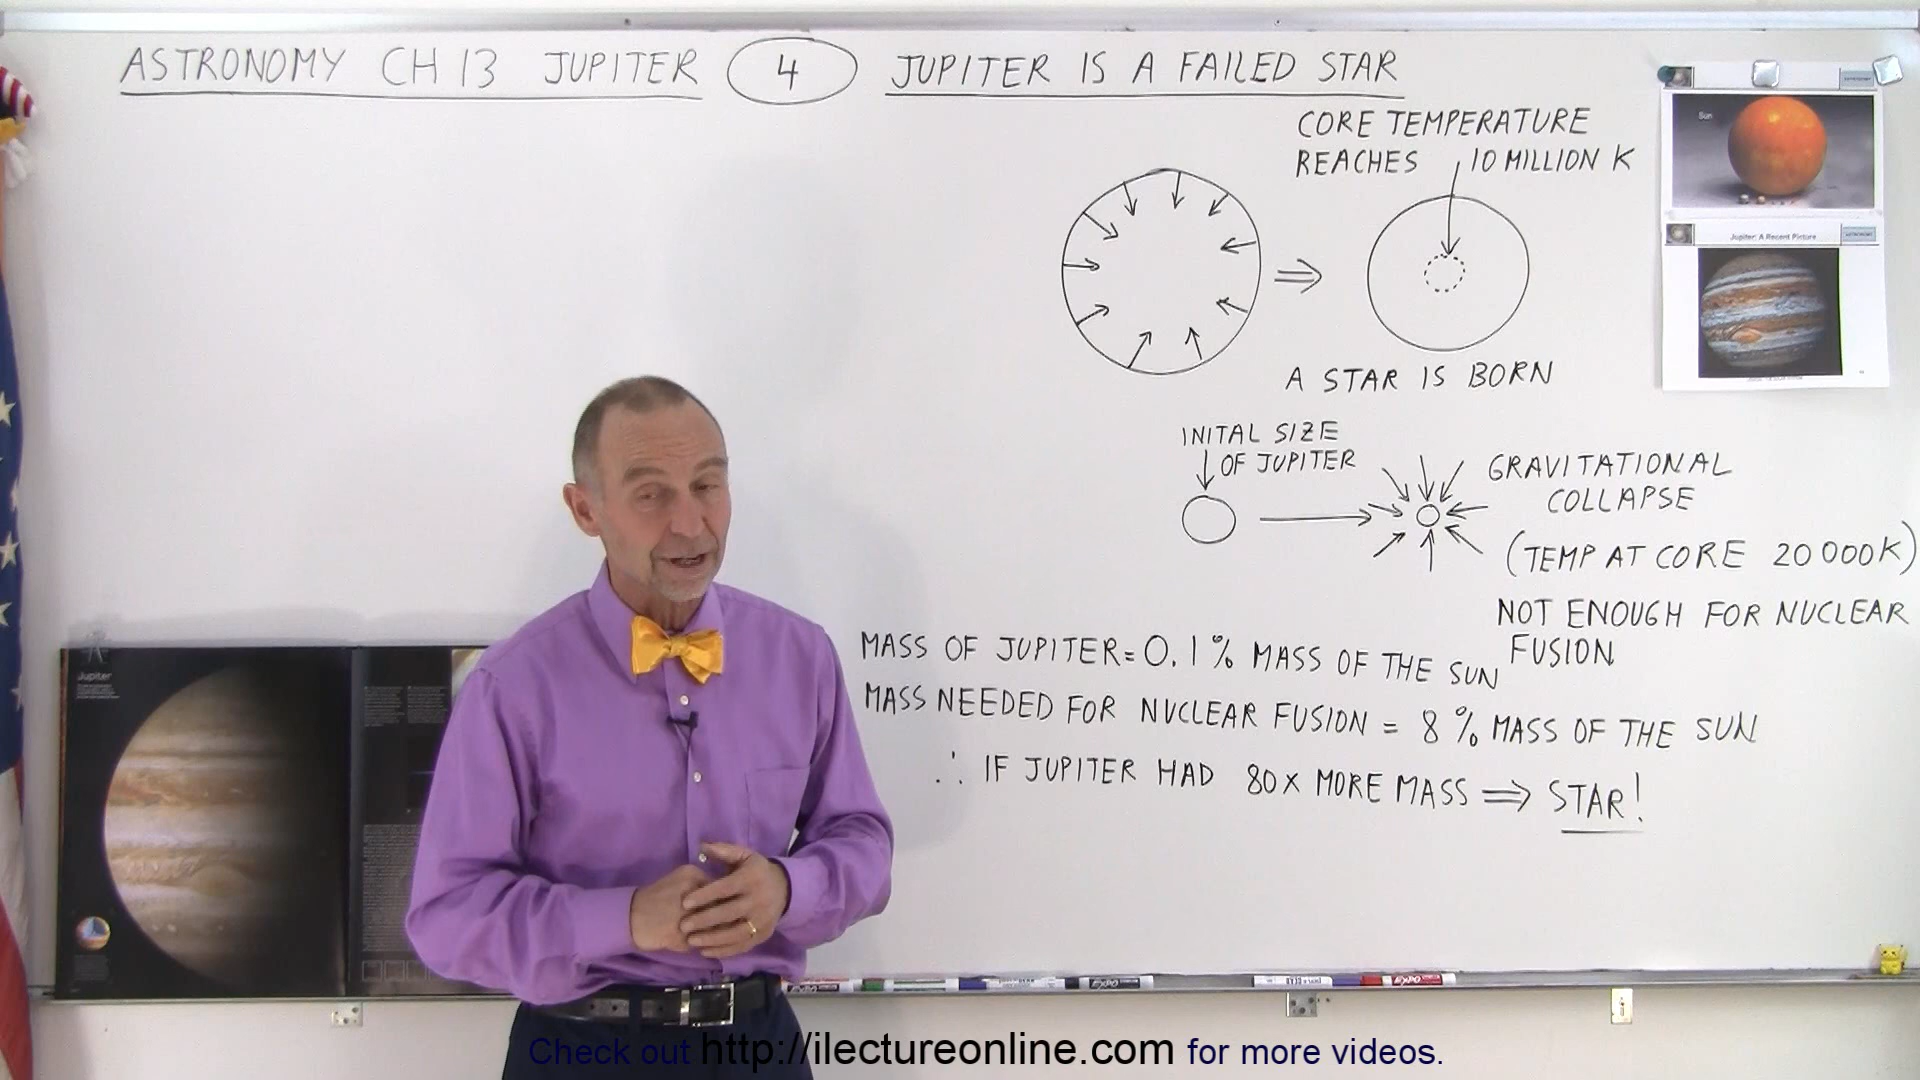 ASTRONOMY CH 13 JUPITER 4 JUPITER IS A FAILED STAR
CORE TEMPERATURE
REACHES 10 MILLION K
A STAR IS BORN
INITAL SIZE
OF JUPITER
GRAVITATIONAL
COLLAPSE
(TEMP AT CORE 20 000K)
NOT ENOUGH FOR NUCLEAR
FUSION
MASS OF JUPITER = 0.1% MASS OF THE SUN
MASS NEEDED FOR NUCLEAR FUSION = 8% MASS OF THE SUN
∴ IF JUPITER HAD 80X MORE MASS ⇒ STAR!
Sun
Jupiter: A Recent Picture
Jupiter
EXPO
EXPO
Check out http://ilectureonline.com for more videos.